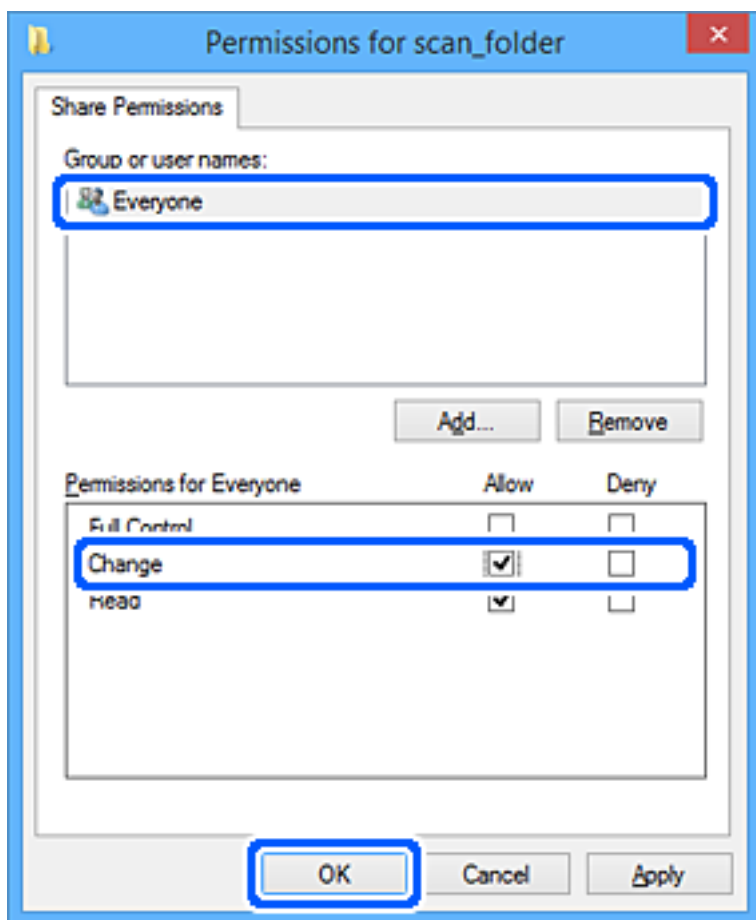 Permissions for scan_folder
Share Permissions
Group or user names:
Everyone
Add... Remove
Permissions for Everyone Allow Deny
Full Control
Change
Read
OK Cancel Apply